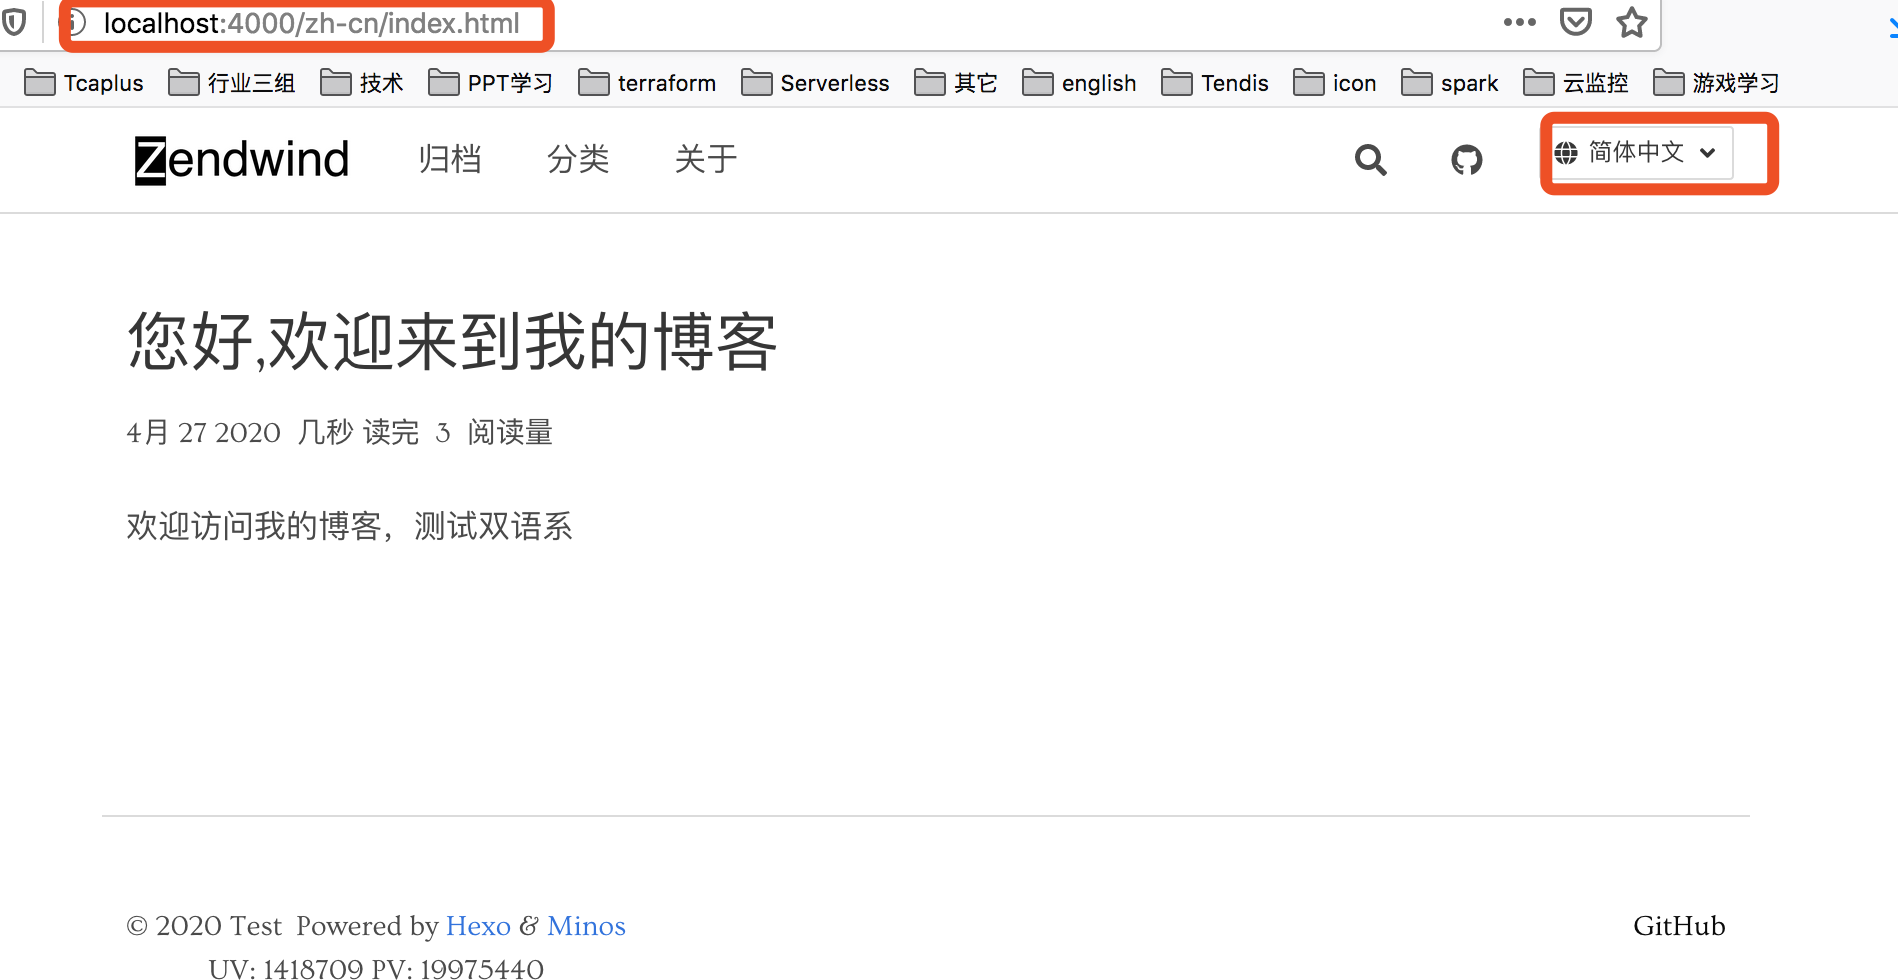 localhost:4000/zh-cn/index.html
Tcaplus 行业三组 技术 PPT学习 terraform Serverless 其它 english Tendis icon spark 云监控 游戏学习
Zendwind 归档 分类 关于 简体中文
您好,欢迎来到我的博客
4月 27 2020 几秒 读完 3 阅读量
欢迎访问我的博客，测试双语系
© 2020 Test Powered by Hexo & Minos GitHub
UV: 1418709 PV: 19975440